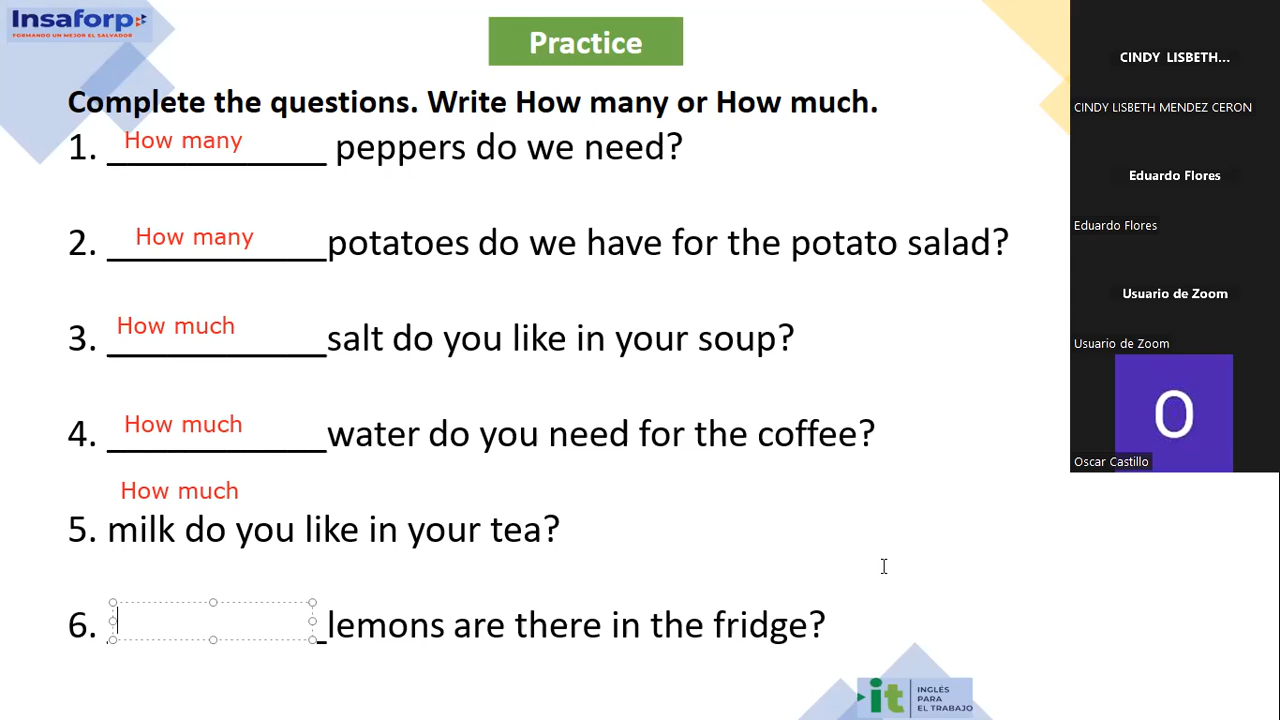 Insaforp
FORMANDO UN MEJOR EL SALVADOR
Practice
Complete the questions. Write How many or How much.
1. How many peppers do we need?
2. How many potatoes do we have for the potato salad?
3. How much salt do you like in your soup?
4. How much water do you need for the coffee?
How much
5. milk do you like in your tea?
6. _lemons are there in the fridge?
it INGLÉS
PARA
EL TRABAJO
CINDY LISBETH...
CINDY LISBETH MENDEZ CERON
Eduardo Flores
Eduardo Flores
Usuario de Zoom
Usuario de Zoom
O
Oscar Castillo